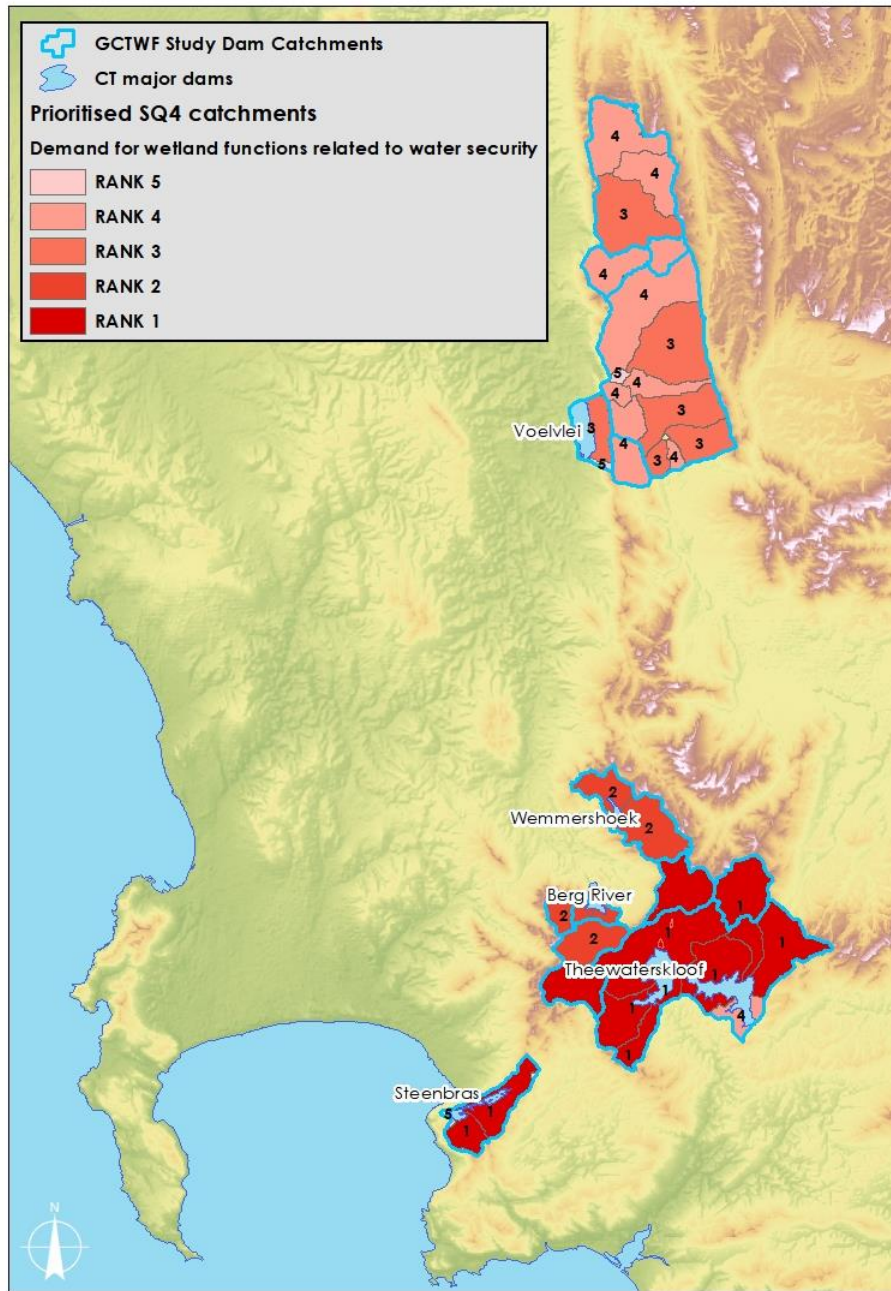 GCTWF Study Dam Catchments
CT major dams
Prioritised SQ4 catchments
Demand for wetland functions related to water security
RANK 5
RANK 4
RANK 3
RANK 2
RANK 1
4
4
3
4
4
3
5
4
4
3
Voelvlei
3
4
3
5
3
4
2
Wemmershoek
2
Berg River
1
2
1
2
1
Theewaterskloof
1
1
1
4
1
Steenbras
5
1
1
N